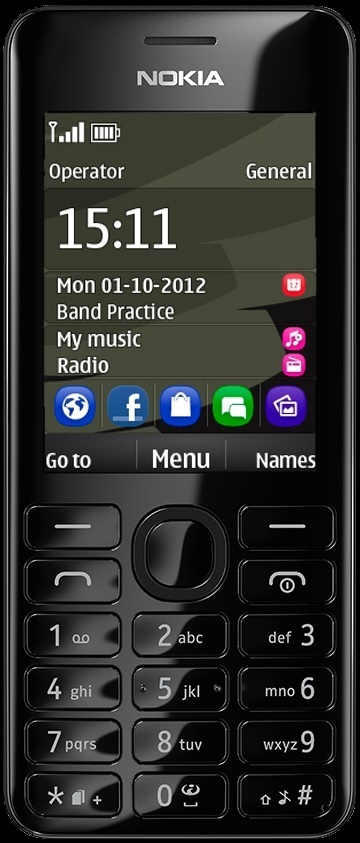 NOKIA
Operator General
15:11
Mon 01-10-2012
Band Practice
My music
Radio
Go to Menu Names
1 2 abc def 3
4 ghi 5 jkl mno 6
7 pqrs 8 tuv wxyz 9
* + 0 #